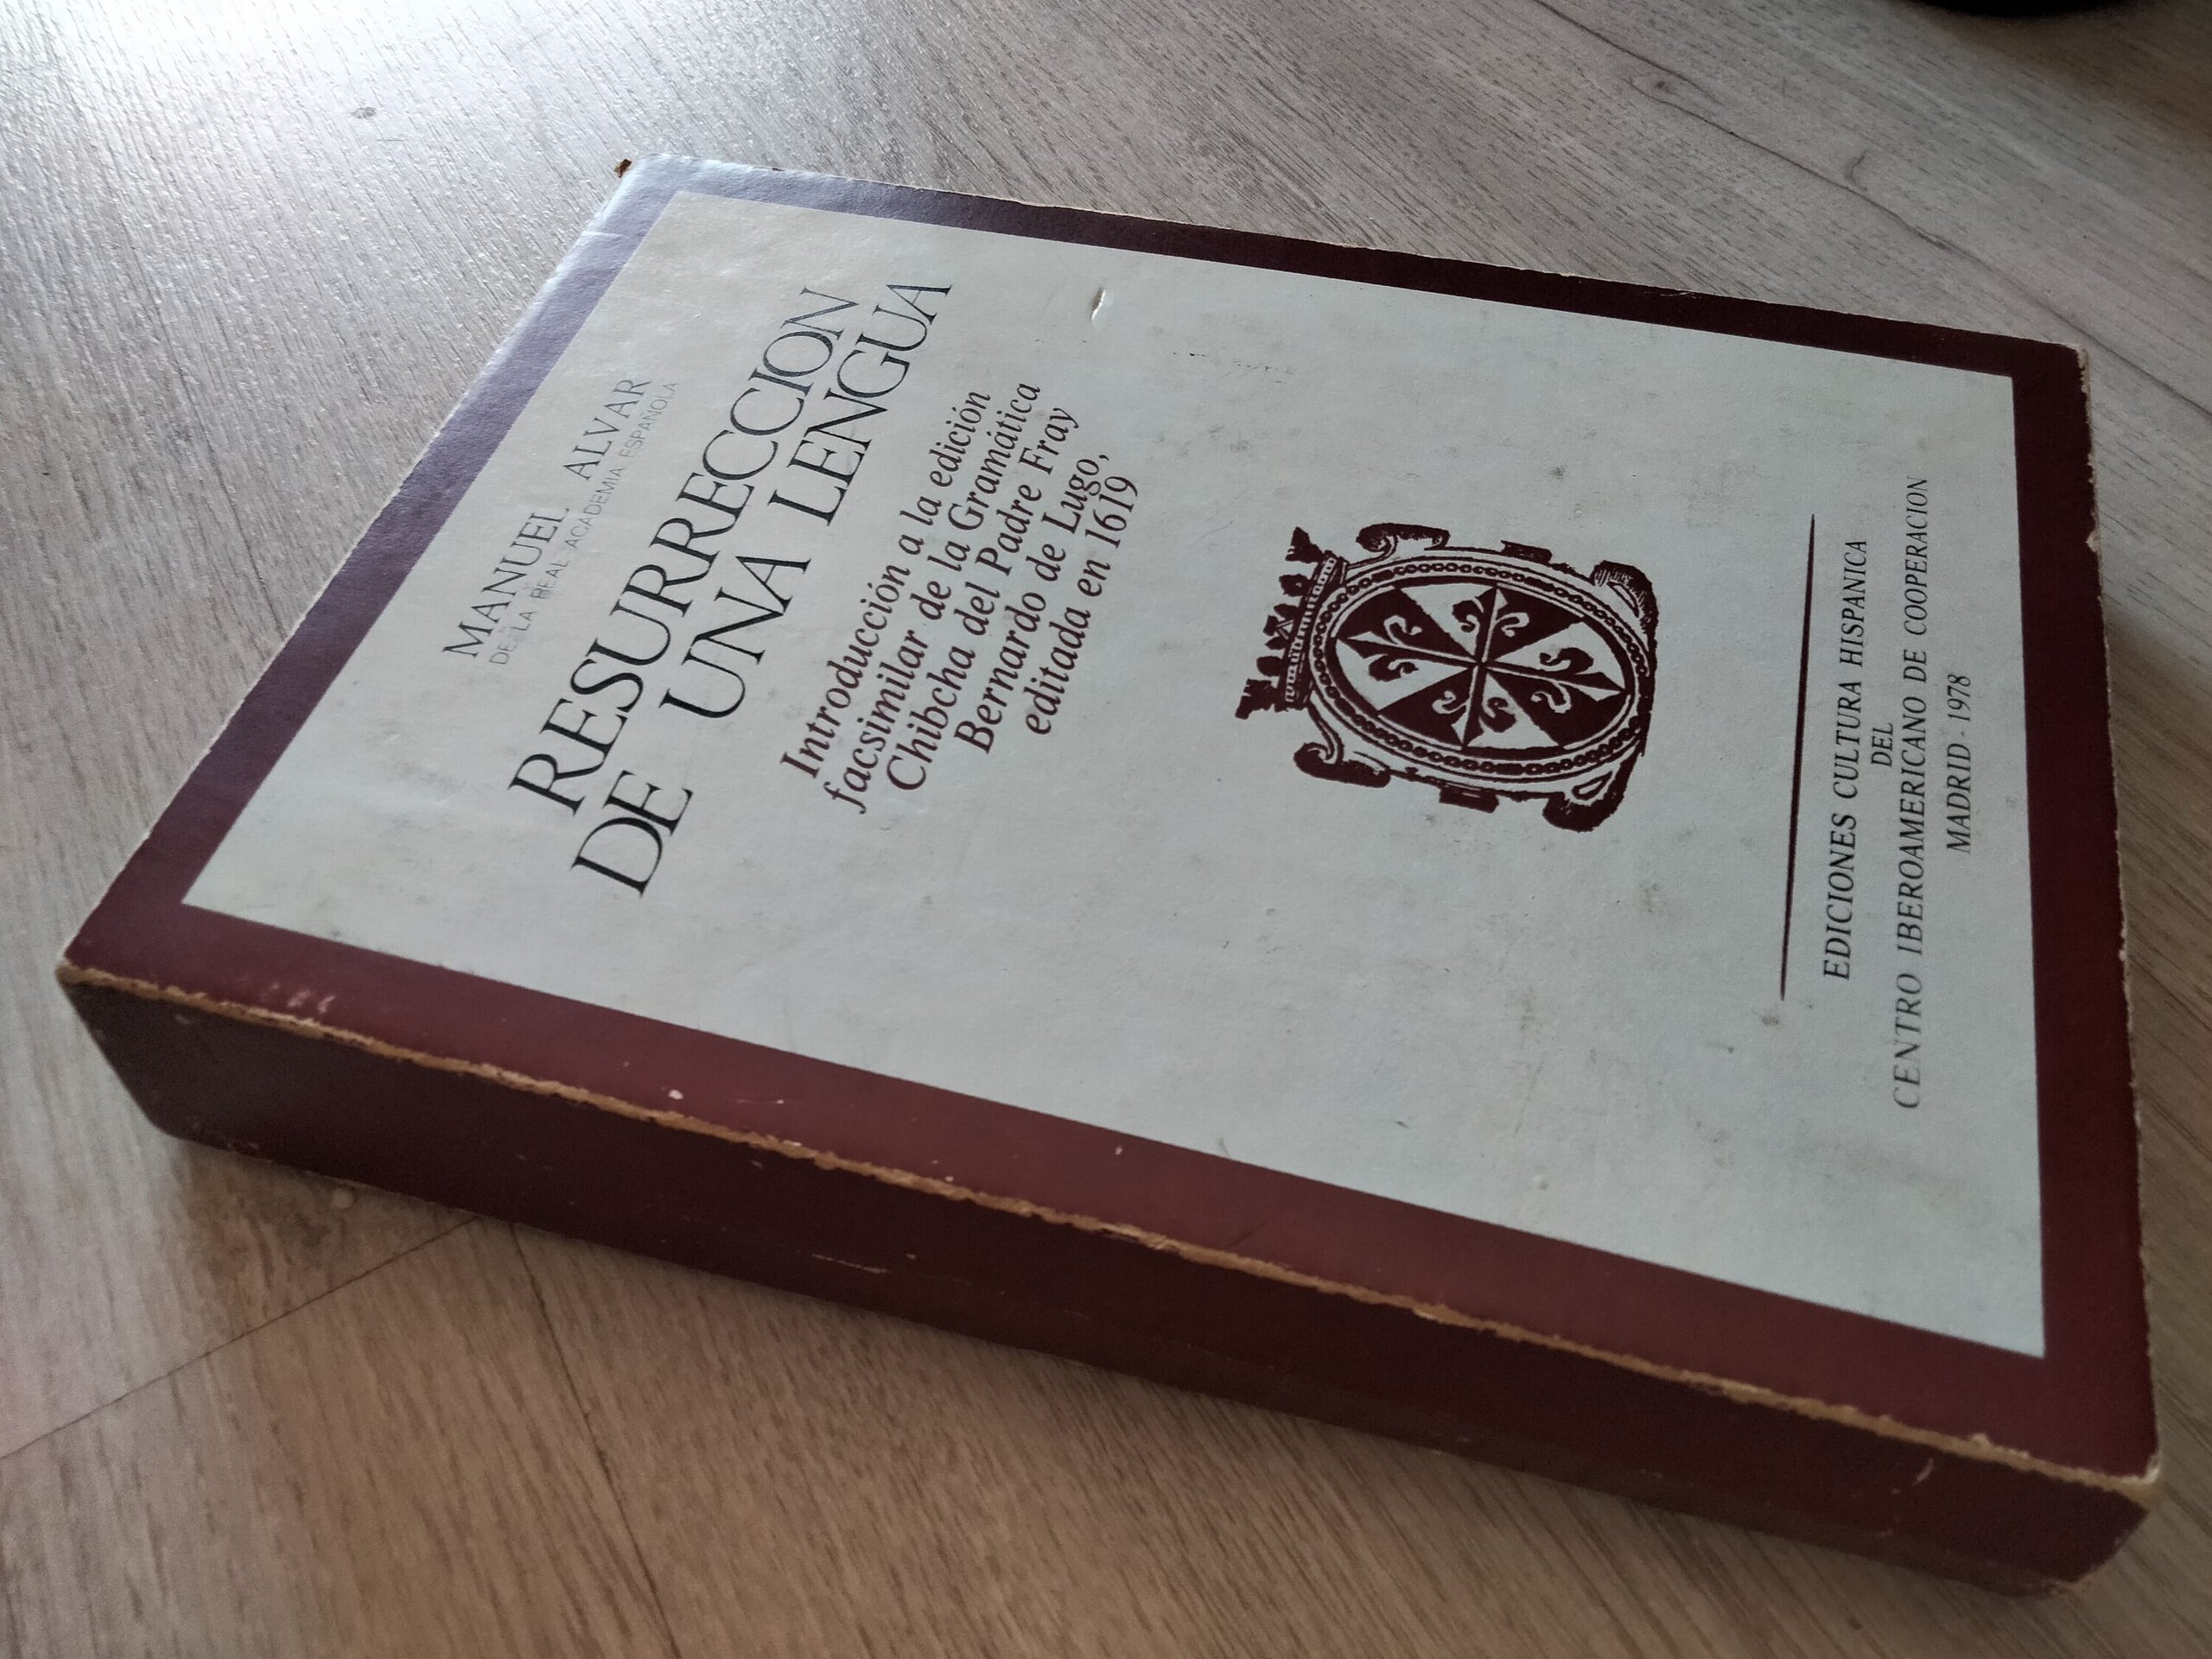 MANUEL ALVAR
DE LA REAL ACADEMIA ESPAÑOLA
RESURRECCION
DE UNA LENGUA
Introducción a la edición
facsimilar de la Gramática
Chibcha del Padre Fray
Bernardo de Lugo,
editada en 1619
EDICIONES CULTURA HISPANICA
DEL
CENTRO IBEROAMERICANO DE COOPERACION
MADRID - 1978